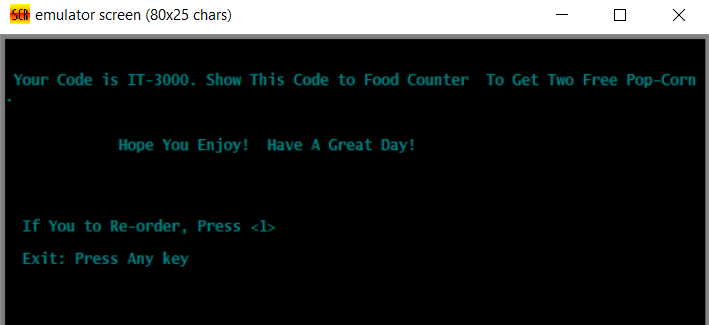 SCR emulator screen (80x25 chars)
Your Code is IT-3000. Show This Code to Food Counter  To Get Two Free Pop-Corn
.
Hope You Enjoy!  Have A Great Day!
If You to Re-order, Press <1>
Exit: Press Any key